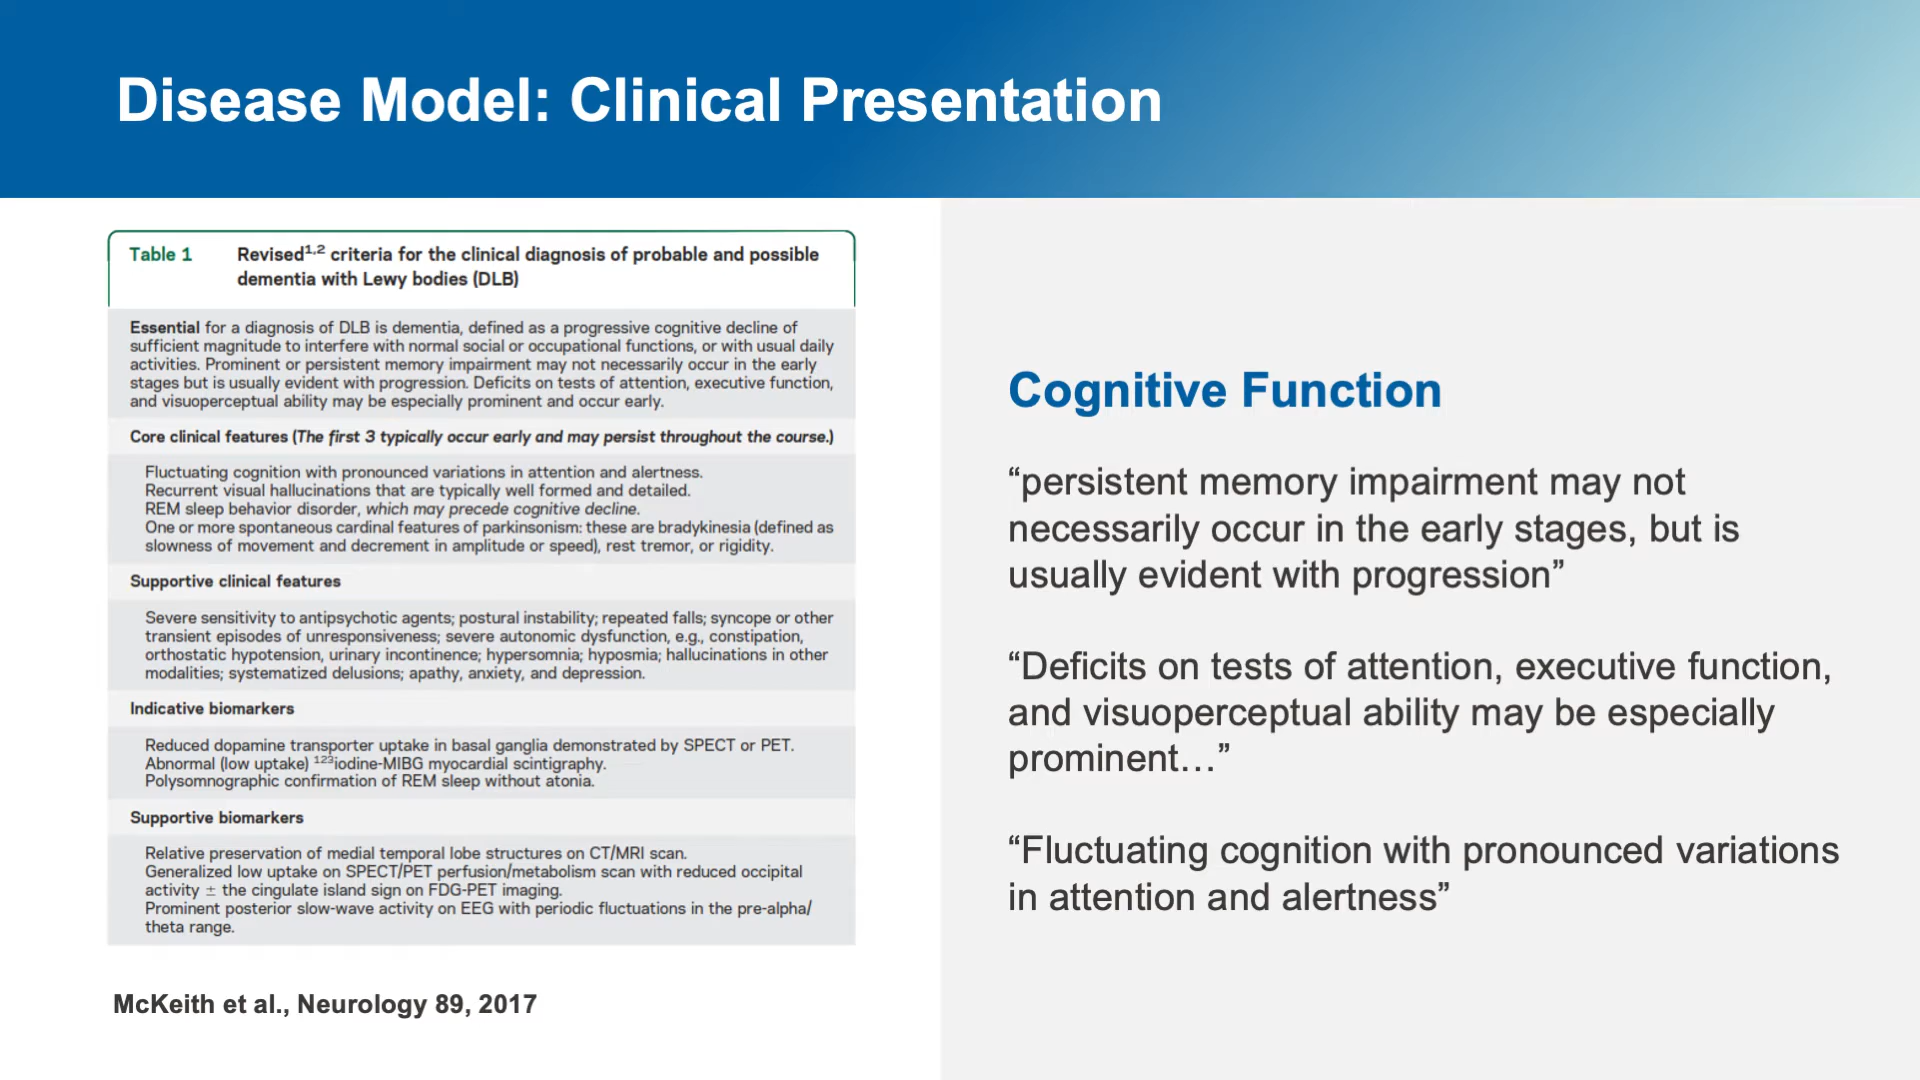 Disease Model: Clinical Presentation
Table 1 Revised1,2 criteria for the clinical diagnosis of probable and possible
dementia with Lewy bodies (DLB)
Essential for a diagnosis of DLB is dementia, defined as a progressive cognitive decline of
sufficient magnitude to interfere with normal social or occupational functions, or with usual daily
activities. Prominent or persistent memory impairment may not necessarily occur in the early
stages but is usually evident with progression. Deficits on tests of attention, executive function,
and visuoperceptual ability may be especially prominent and occur early.
Core clinical features (The first 3 typically occur early and may persist throughout the course.)
Fluctuating cognition with pronounced variations in attention and alertness.
Recurrent visual hallucinations that are typically well formed and detailed.
REM sleep behavior disorder, which may precede cognitive decline.
One or more spontaneous cardinal features of parkinsonism: these are bradykinesia (defined as
slowness of movement and decrement in amplitude or speed), rest tremor, or rigidity.
Supportive clinical features
Severe sensitivity to antipsychotic agents; postural instability; repeated falls; syncope or other
transient episodes of unresponsiveness; severe autonomic dysfunction, e.g., constipation,
orthostatic hypotension, urinary incontinence; hypersomnia; hyposmia; hallucinations in other
modalities; systematized delusions; apathy, anxiety, and depression.
Indicative biomarkers
Reduced dopamine transporter uptake in basal ganglia demonstrated by SPECT or PET.
Abnormal (low uptake) 123iodine-MIBG myocardial scintigraphy.
Polysomnographic confirmation of REM sleep without atonia.
Supportive biomarkers
Relative preservation of medial temporal lobe structures on CT/MRI scan.
Generalized low uptake on SPECT/PET perfusion/metabolism scan with reduced occipital
activity ± the cingulate island sign on FDG-PET imaging.
Prominent posterior slow-wave activity on EEG with periodic fluctuations in the pre-alpha/
theta range.
McKeith et al., Neurology 89, 2017
Cognitive Function
“persistent memory impairment may not
necessarily occur in the early stages, but is
usually evident with progression”
“Deficits on tests of attention, executive function,
and visuoperceptual ability may be especially
prominent…”
“Fluctuating cognition with pronounced variations
in attention and alertness”